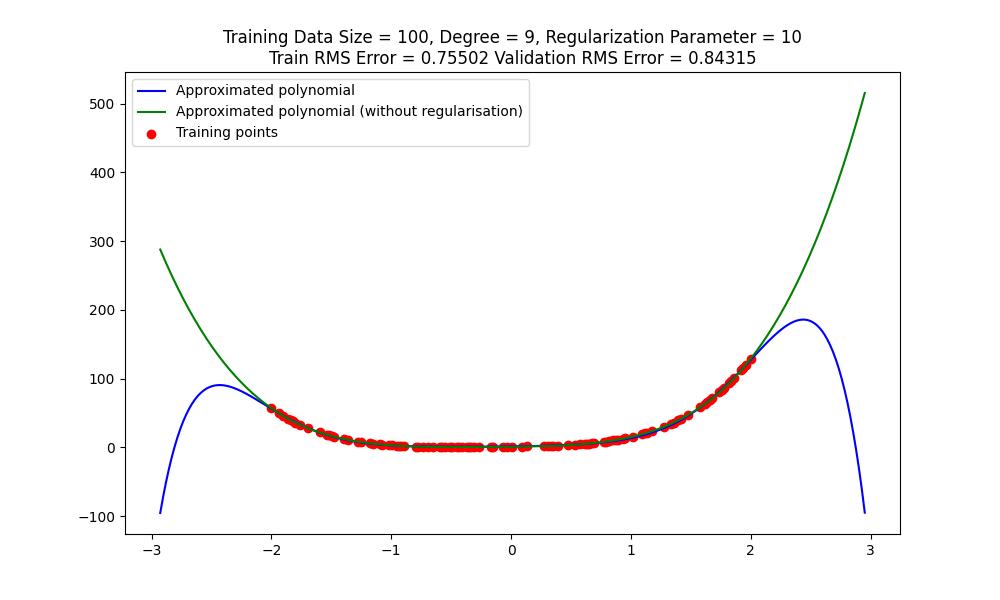 Training Data Size = 100, Degree = 9, Regularization Parameter = 10
Train RMS Error = 0.75502 Validation RMS Error = 0.84315
Approximated polynomial
Approximated polynomial (without regularisation)
Training points
500
400
300
200
100
0
−100
−3
−2
−1
0
1
2
3